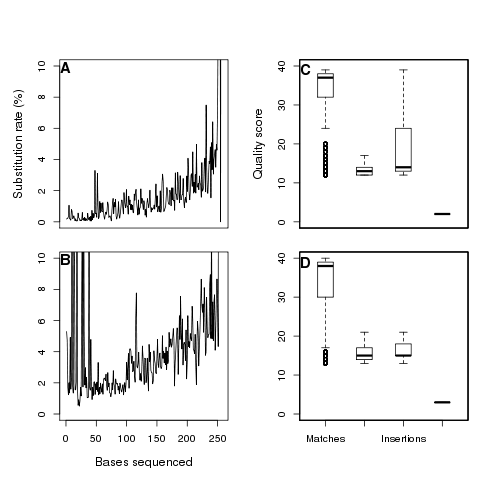 A
Substitution rate (%)
10
8
6
4
2
0
C
Quality score
40
30
20
10
0
B
10
8
6
4
2
0
0 50 100 150 200 250
Bases sequenced
D
40
30
20
10
0
Matches Insertions